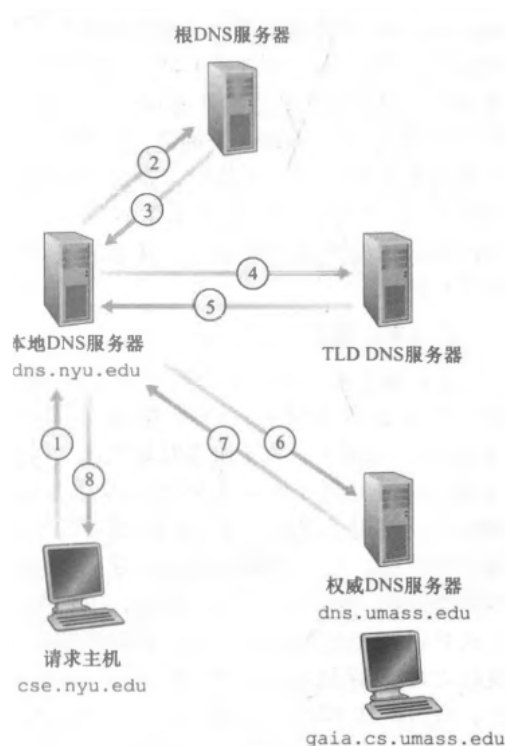 根DNS服务器
2
3
4
5
本地DNS服务器
dns.nyu.edu
TLD DNS服务器
1
8
7
6
权威DNS服务器
dns.umass.edu
请求主机
cse.nyu.edu
gaia.cs.umass.edu